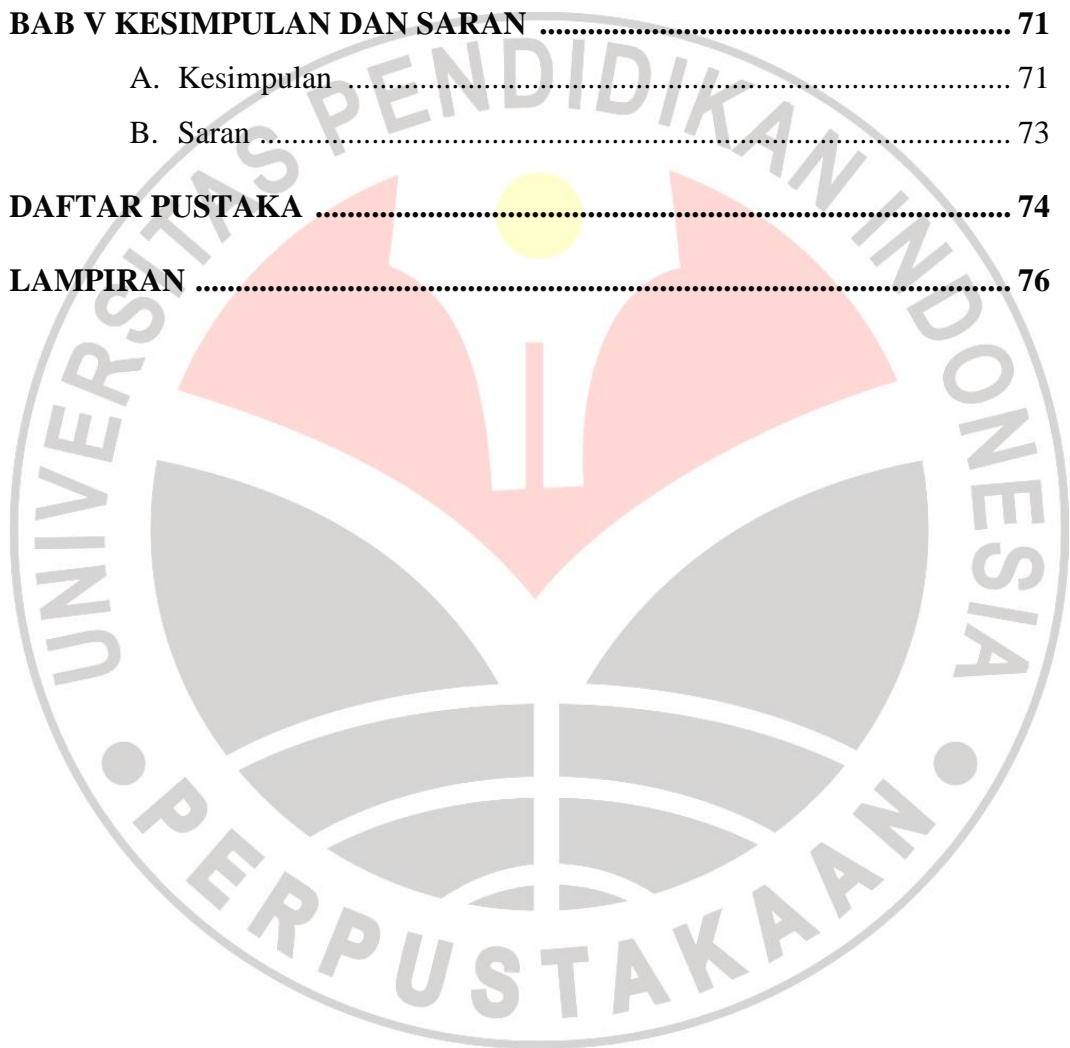 BAB V KESIMPULAN DAN SARAN ........................................................... 71
A. Kesimpulan .................................................................................... 71
B. Saran ............................................................................................... 73
DAFTAR PUSTAKA ........................................................................................ 74
LAMPIRAN ....................................................................................................... 76
UNIVERSITAS PENDIDIKAN INDONESIA
PERPUSTAKAAN